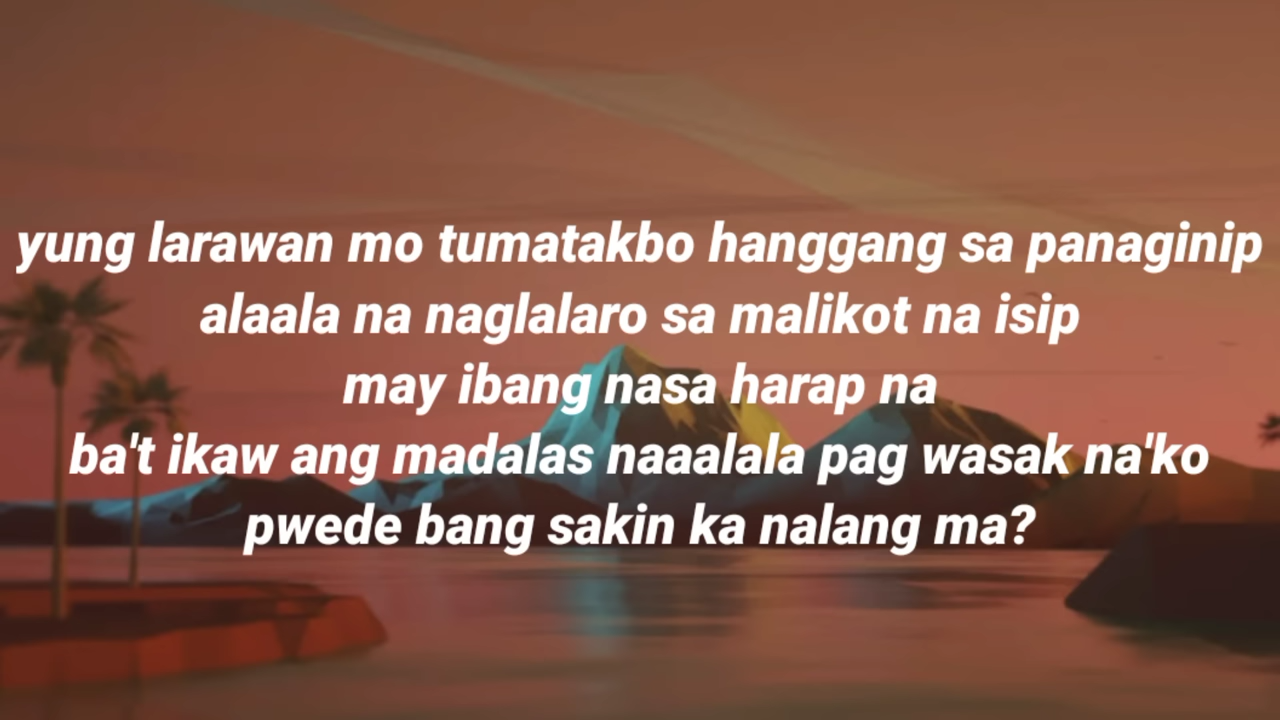 yung larawan mo tumatakbo hanggang sa panaginip
alaala na naglalaro sa malikot na isip
may ibang nasa harap na
ba't ikaw ang madalas naaalala pag wasak na'ko
pwede bang sakin ka nalang ma?